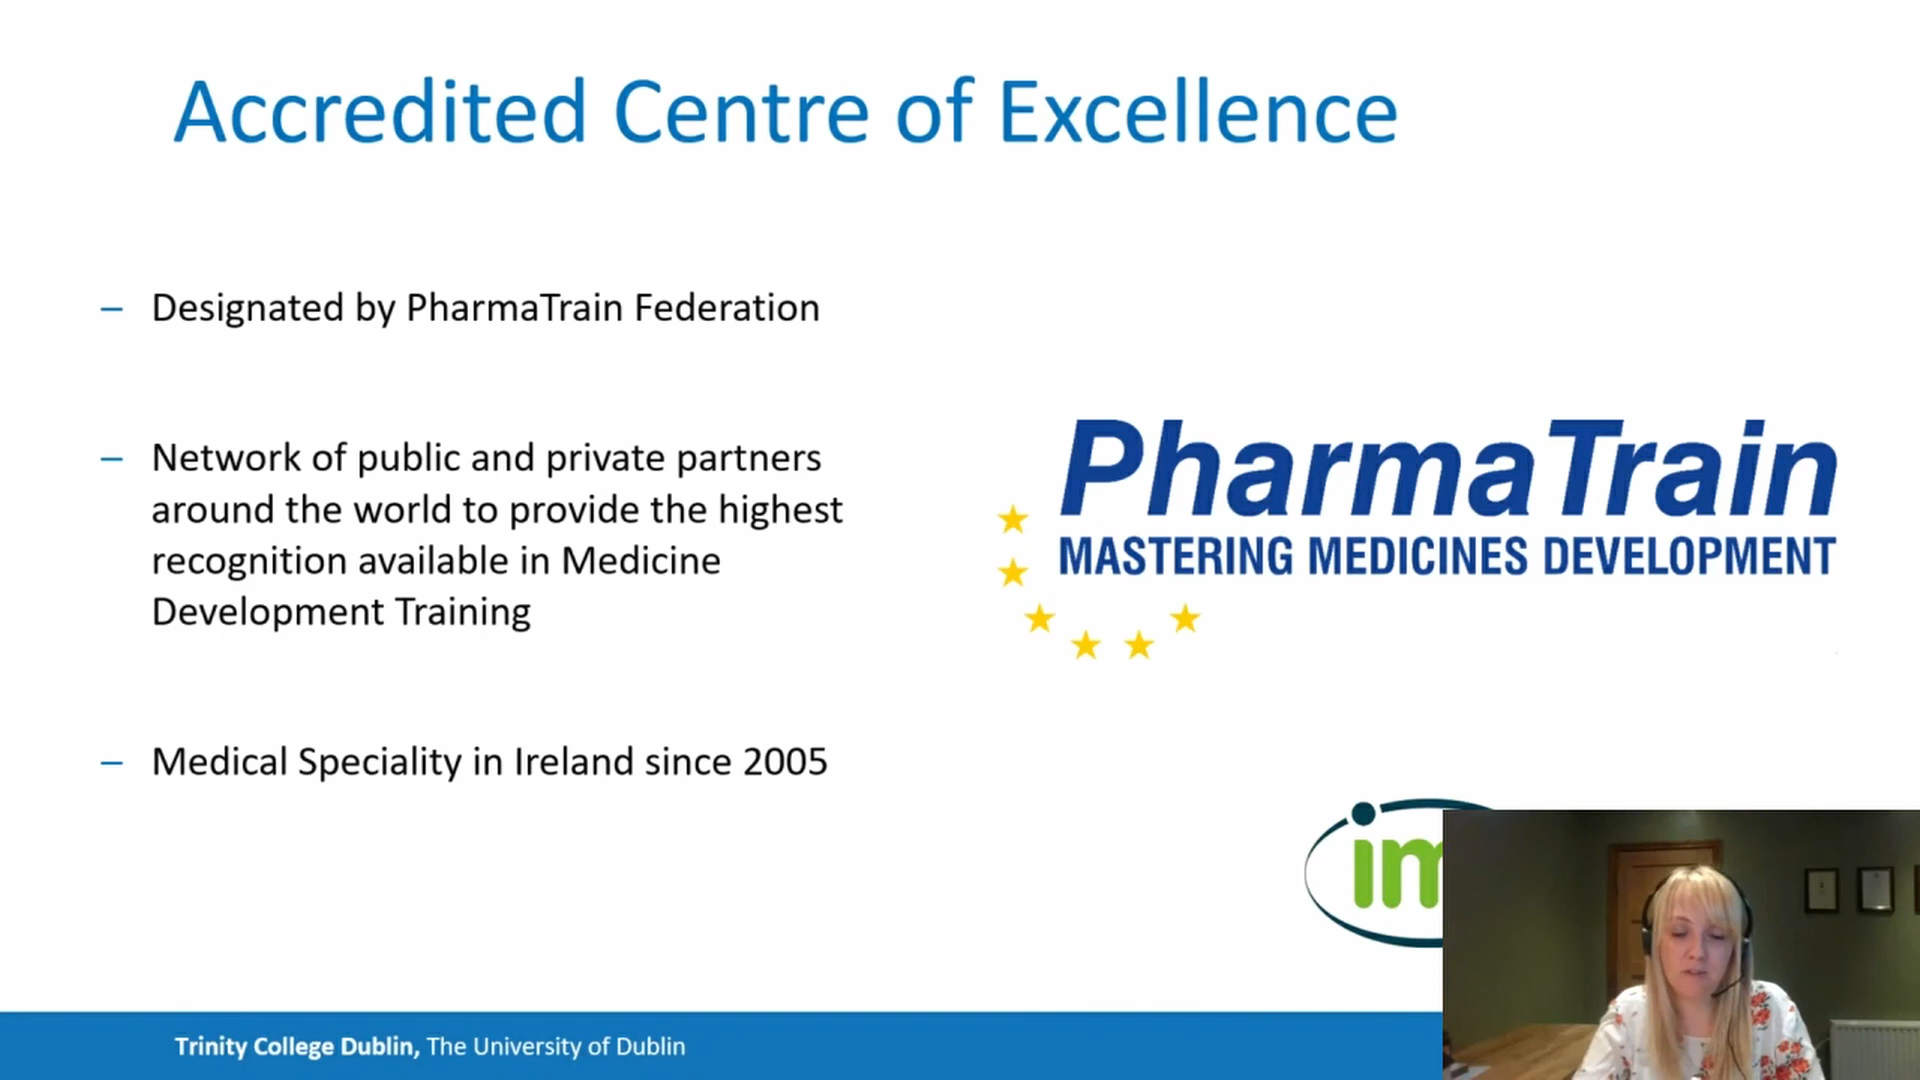 Accredited Centre of Excellence
– Designated by PharmaTrain Federation
– Network of public and private partners
around the world to provide the highest
recognition available in Medicine
Development Training
– Medical Speciality in Ireland since 2005
PharmaTrain
MASTERING MEDICINES DEVELOPMENT
im
Trinity College Dublin, The University of Dublin